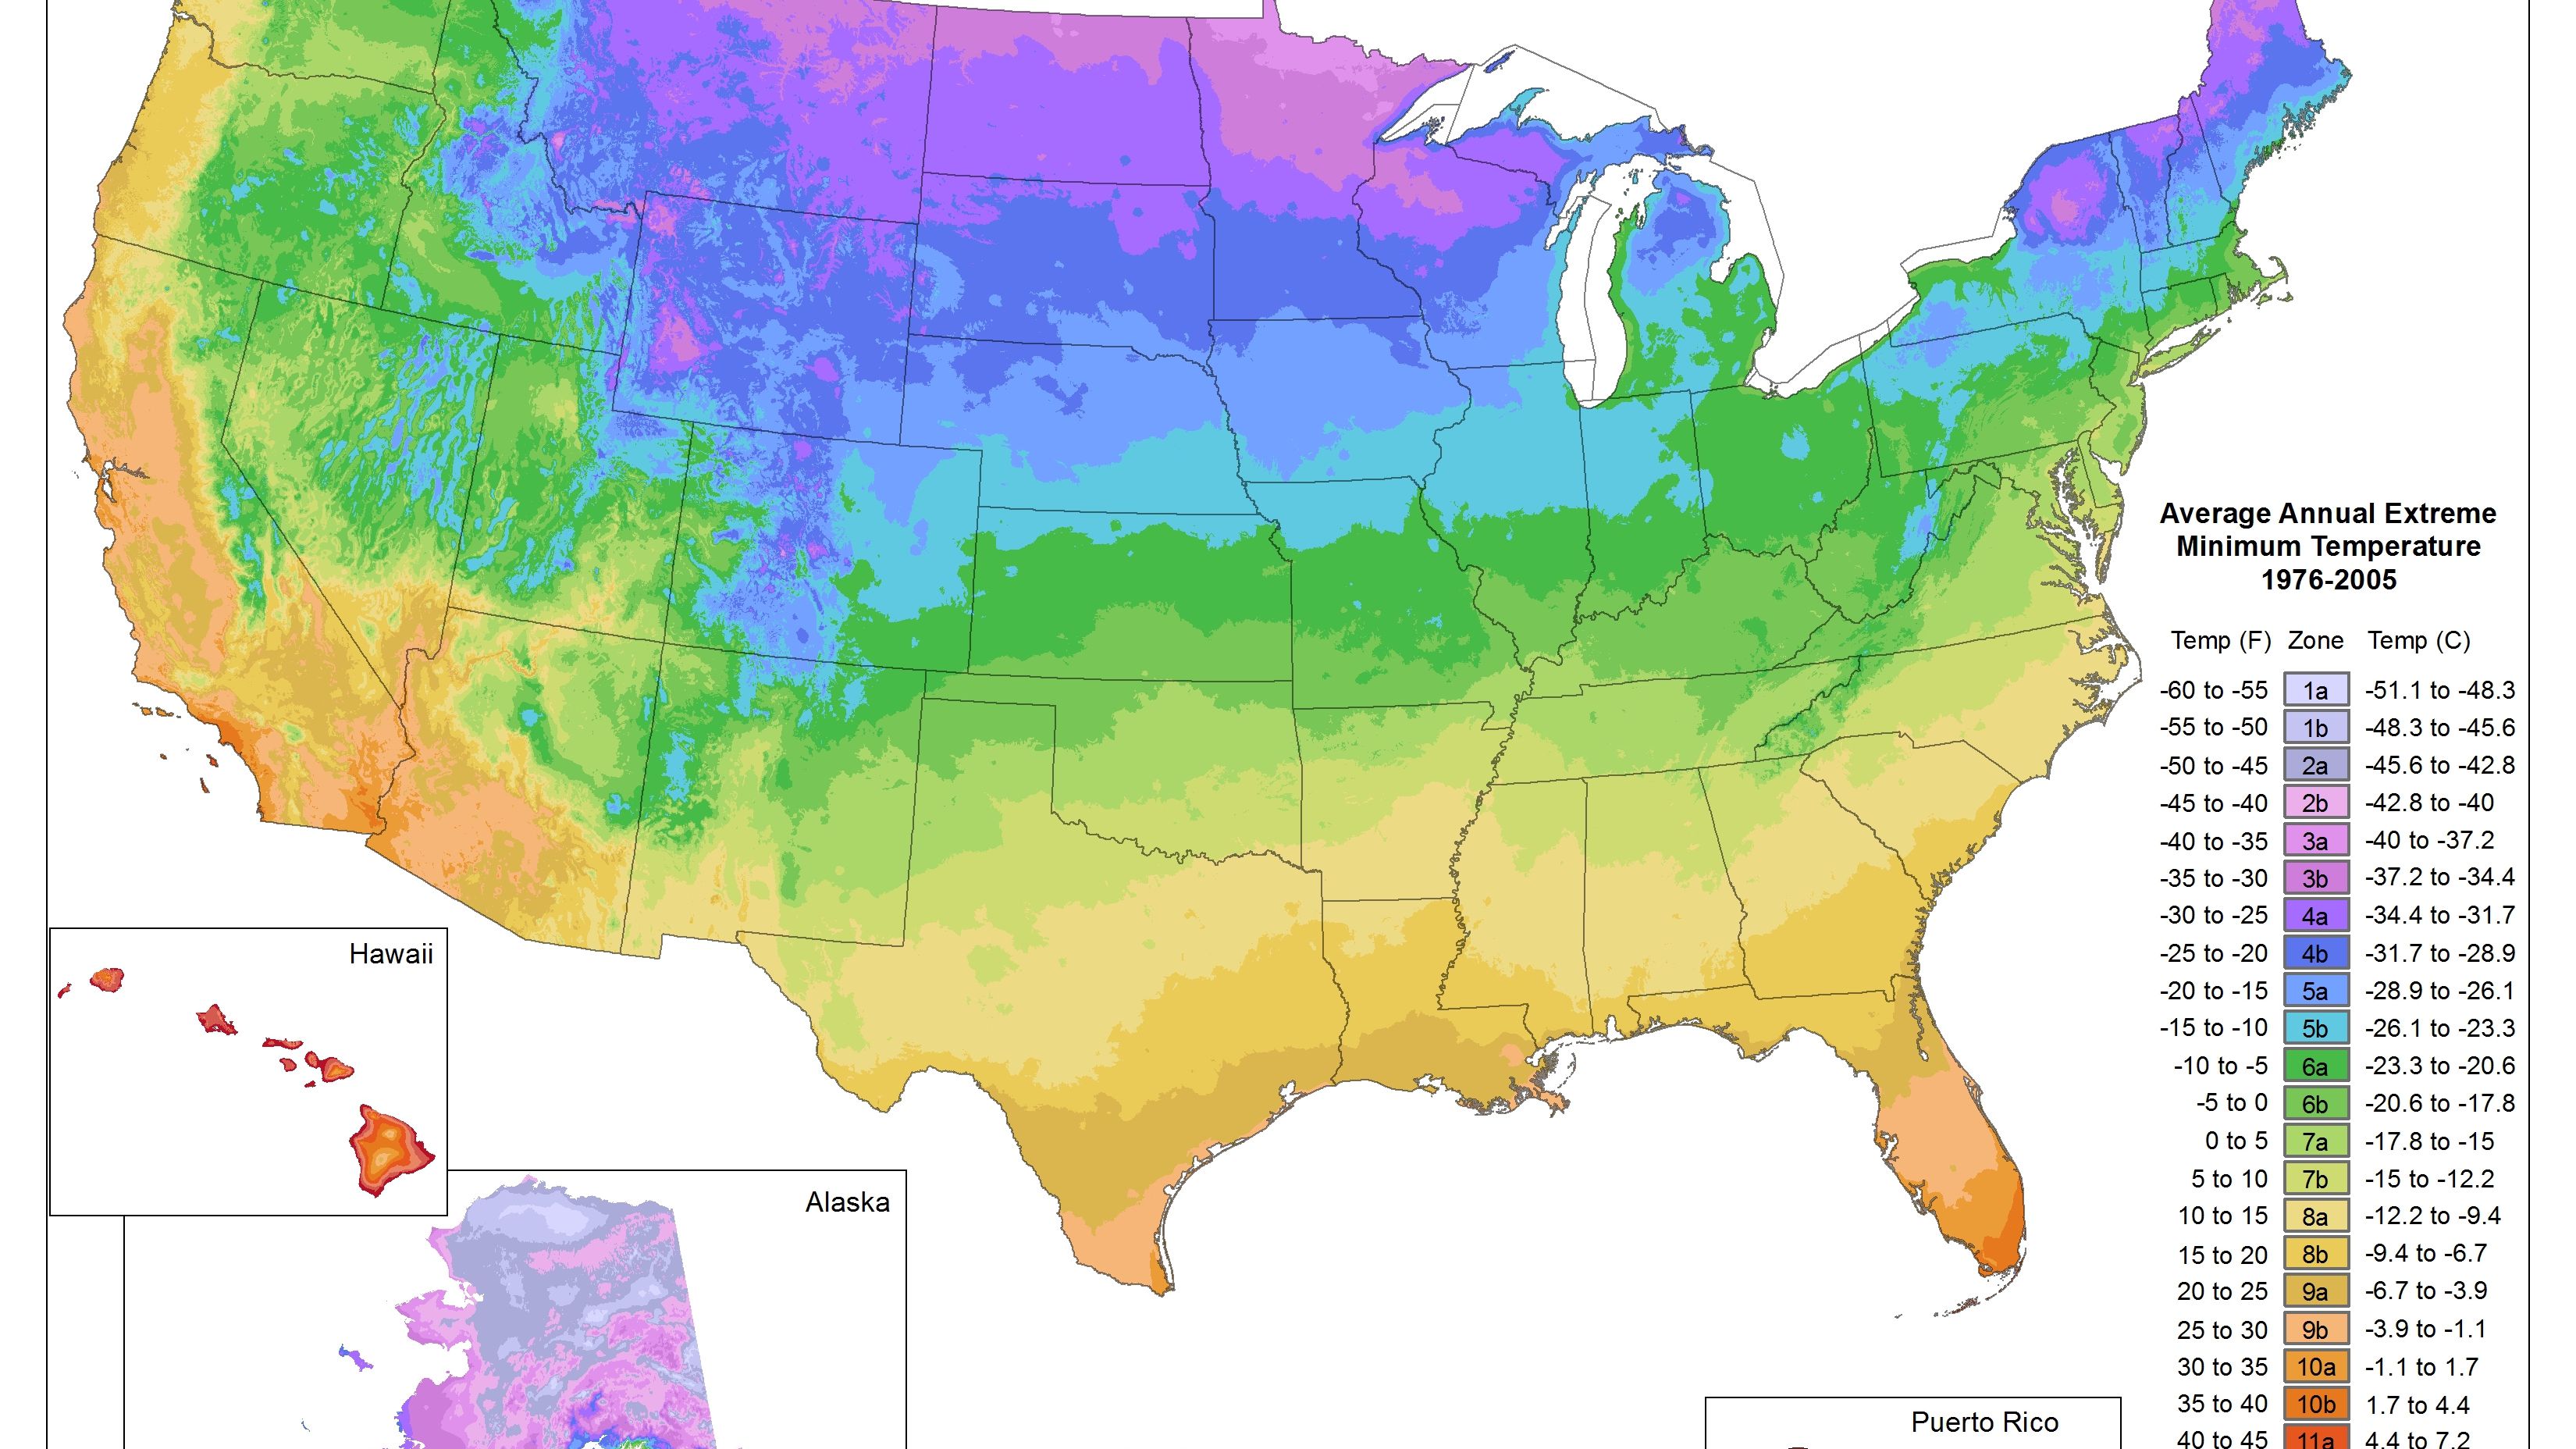 Average Annual Extreme
Minimum Temperature
1976-2005
Temp (F) Zone Temp (C)
-60 to -55 1a -51.1 to -48.3
-55 to -50 1b -48.3 to -45.6
-50 to -45 2a -45.6 to -42.8
-45 to -40 2b -42.8 to -40
-40 to -35 3a -40 to -37.2
-35 to -30 3b -37.2 to -34.4
-30 to -25 4a -34.4 to -31.7
-25 to -20 4b -31.7 to -28.9
-20 to -15 5a -28.9 to -26.1
-15 to -10 5b -26.1 to -23.3
-10 to -5 6a -23.3 to -20.6
-5 to 0 6b -20.6 to -17.8
0 to 5 7a -17.8 to -15
5 to 10 7b -15 to -12.2
10 to 15 8a -12.2 to -9.4
15 to 20 8b -9.4 to -6.7
20 to 25 9a -6.7 to -3.9
25 to 30 9b -3.9 to -1.1
30 to 35 10a -1.1 to 1.7
35 to 40 10b 1.7 to 4.4
40 to 45 11a 4.4 to 7.2
Hawaii
Alaska
Puerto Rico